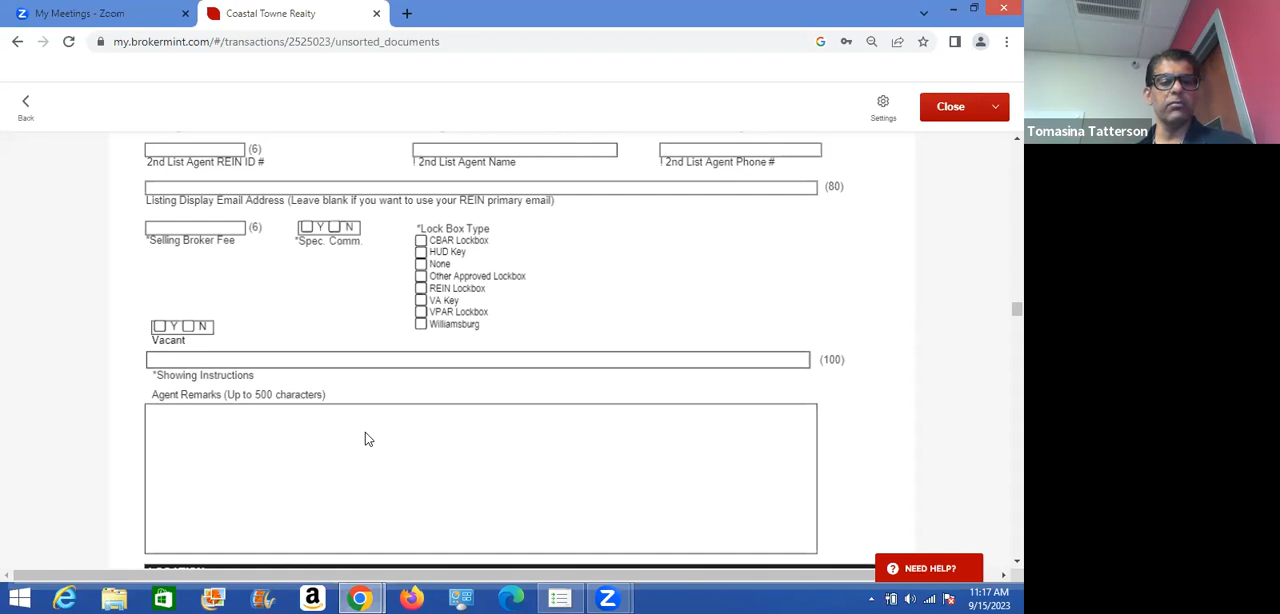 My Meetings - Zoom
Coastal Towne Realty
my.brokermint.com/#/transactions/2525023/unsorted_documents
Back
Settings
Close
Tomasina Tatterson
(6)
2nd List Agent REIN ID #
! 2nd List Agent Name
! 2nd List Agent Phone #
(80)
Listing Display Email Address (Leave blank if you want to use your REIN primary email)
(6)
*Selling Broker Fee
Y N
*Spec. Comm.
*Lock Box Type
CBAR Lockbox
HUD Key
None
Other Approved Lockbox
REIN Lockbox
VA Key
VPAR Lockbox
Williamsburg
Y N
Vacant
(100)
*Showing Instructions
Agent Remarks (Up to 500 characters)
NEED HELP?
11:17 AM
9/15/2023